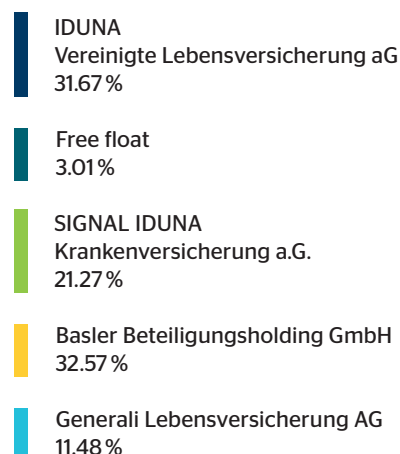 IDUNA
Vereinigte Lebensversicherung aG
31.67 %
Free float
3.01 %
SIGNAL IDUNA
Krankenversicherung a.G.
21.27 %
Basler Beteiligungsholding GmbH
32.57 %
Generali Lebensversicherung AG
11.48 %